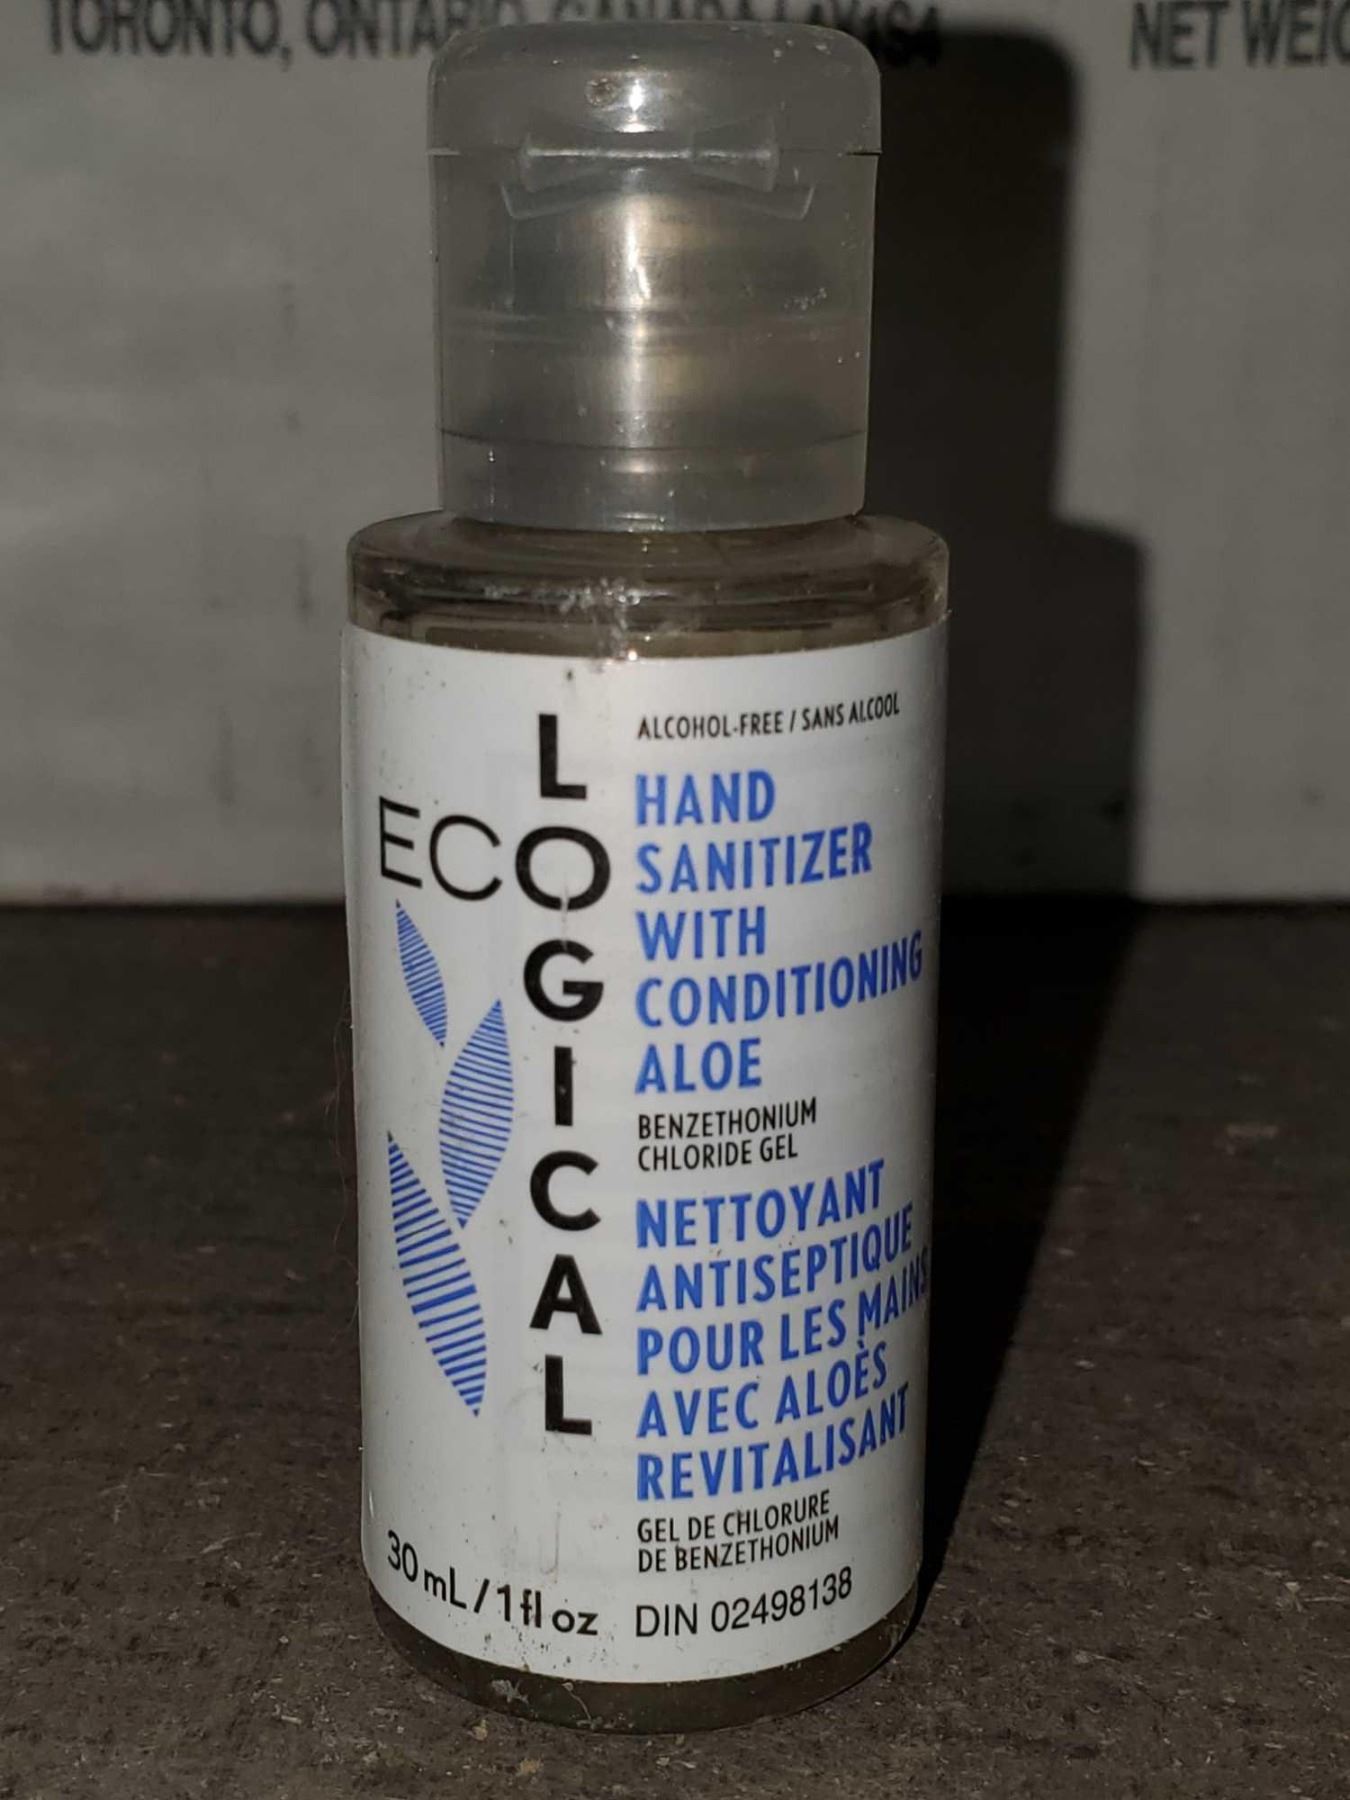 TORONTO, ONTARIO, CANADA
NET
ALCOHOL-FREE / SANS ALCOOL
ECO
LOGICAL
HAND
SANITIZER
WITH
CONDITIONING
ALOE
BENZETHONIUM
CHLORIDE GEL
NETTOYANT
ANTISEPTIQUE
POUR LES MAINS
AVEC ALOÈS
REVITALISANT
GEL DE CHLORURE
DE BENZETHONIUM
30 mL / 1 fl oz
DIN 02498138